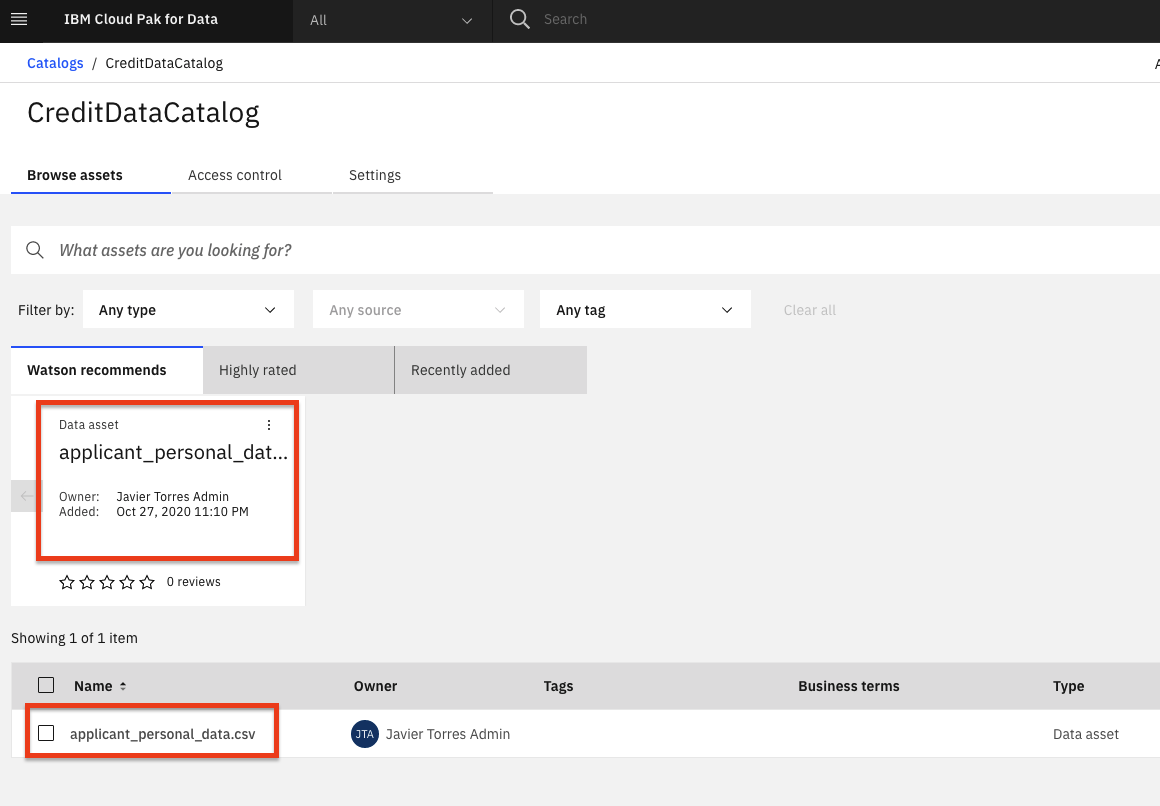 IBM Cloud Pak for Data All Search
Catalogs / CreditDataCatalog A
CreditDataCatalog
Browse assets Access control Settings
What assets are you looking for?
Filter by: Any type Any source Any tag Clear all
Watson recommends Highly rated Recently added
Data asset
applicant_personal_dat...
Owner: Javier Torres Admin
Added: Oct 27, 2020 11:10 PM
0 reviews
Showing 1 of 1 item
Name Owner Tags Business terms Type
applicant_personal_data.csv JTA Javier Torres Admin Data asset